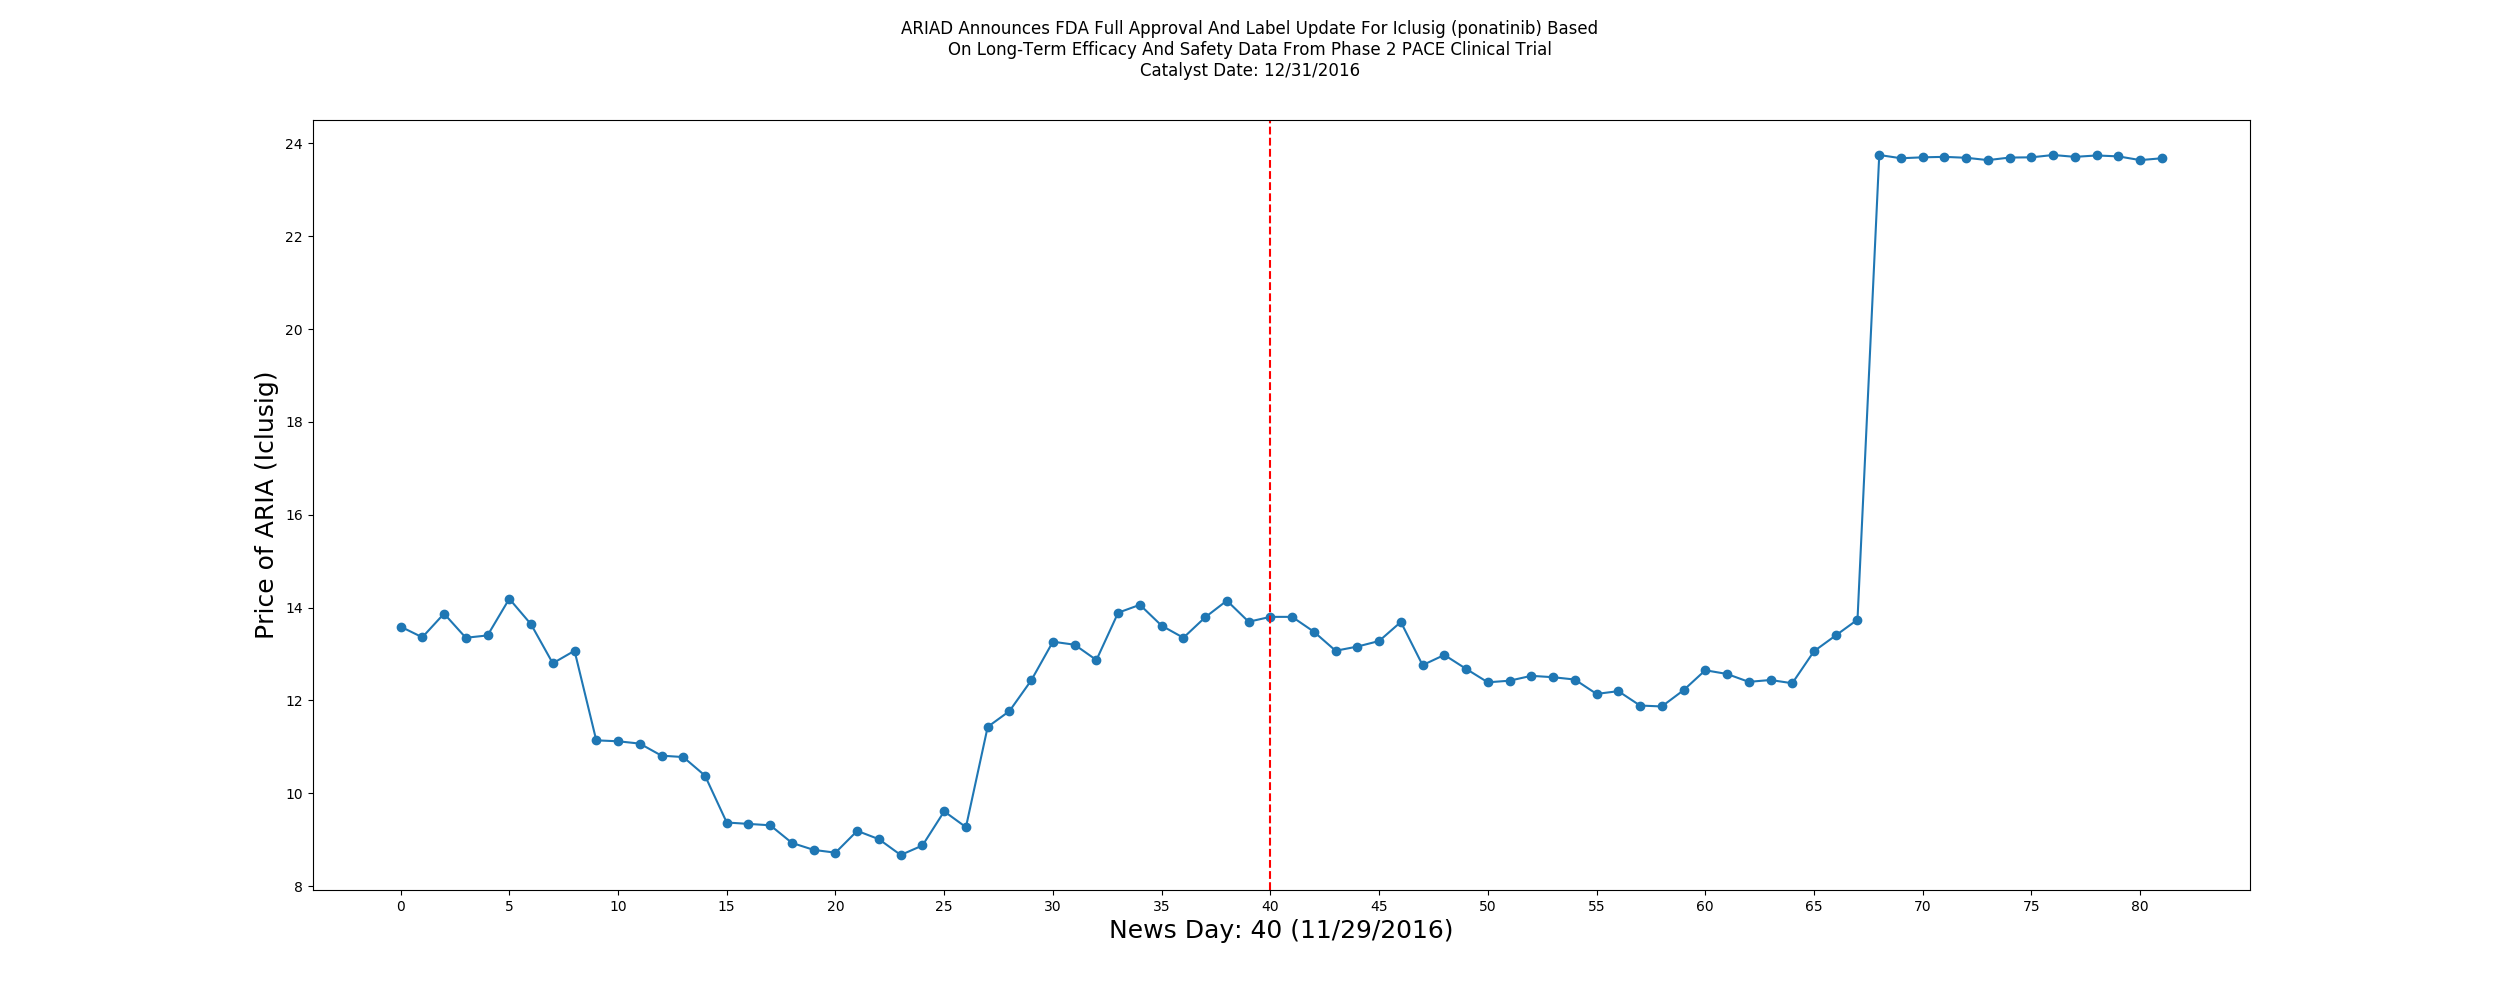 ARIAD Announces FDA Full Approval And Label Update For Iclusig (ponatinib) Based
On Long-Term Efficacy And Safety Data From Phase 2 PACE Clinical Trial
Catalyst Date: 12/31/2016
Price of ARIA (Iclusig)
24
22
20
18
16
14
12
10
8
0 5 10 15 20 25 30 35 40 45 50 55 60 65 70 75 80
News Day: 40 (11/29/2016)